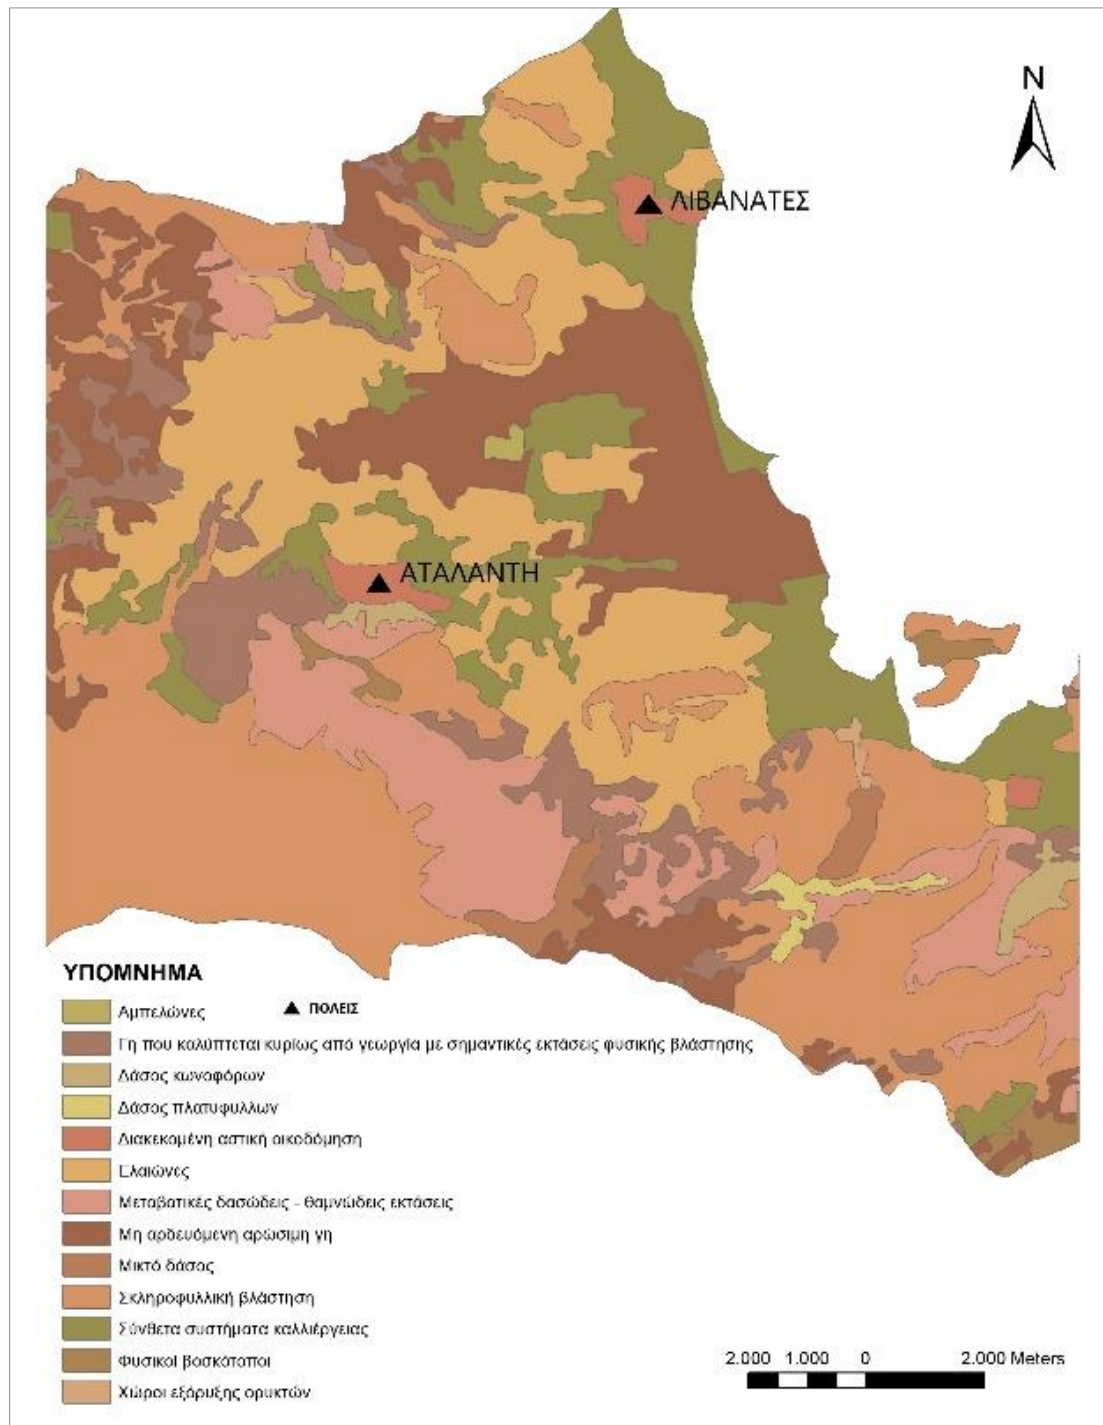 N
ΛΙΒΑΝΑΤΕΣ
ΑΤΑΛΑΝΤΗ
ΥΠΟΜΝΗΜΑ
Αμπελώνες
ΠΟΛΕΙΣ
Γη που καλύπτεται κυρίως από γεωργία με σημαντικές εκτάσεις φυσικής βλάστησης
Δάσος κωνοφόρων
Δάσος πλατυφύλλων
Διακεκομένη αστική οικοδόμηση
Ελαιώνες
Μεταβατικές δασώδεις - θαμνώδεις εκτάσεις
Μη αρδευόμενη αρώσιμη γη
Μικτό δάσος
Σκληροφυλλική βλάστηση
Σύνθετα συστήματα καλλιέργειας
Φυσικοί βοσκότοποι
Χώροι εξόρυξης ορυκτών
2.000 1.000 0 2.000 Meters